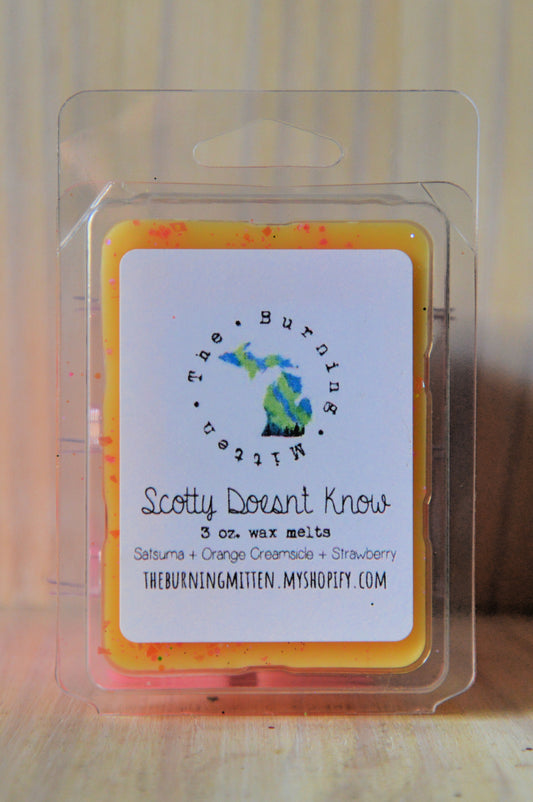 The • Burning • Mitten •
Scotty Doesnt Know
3 oz. wax melts
Satsuma + Orange Creamsicle + Strawberry
THEBURNINGMITTEN.MYSHOPIFY.COM